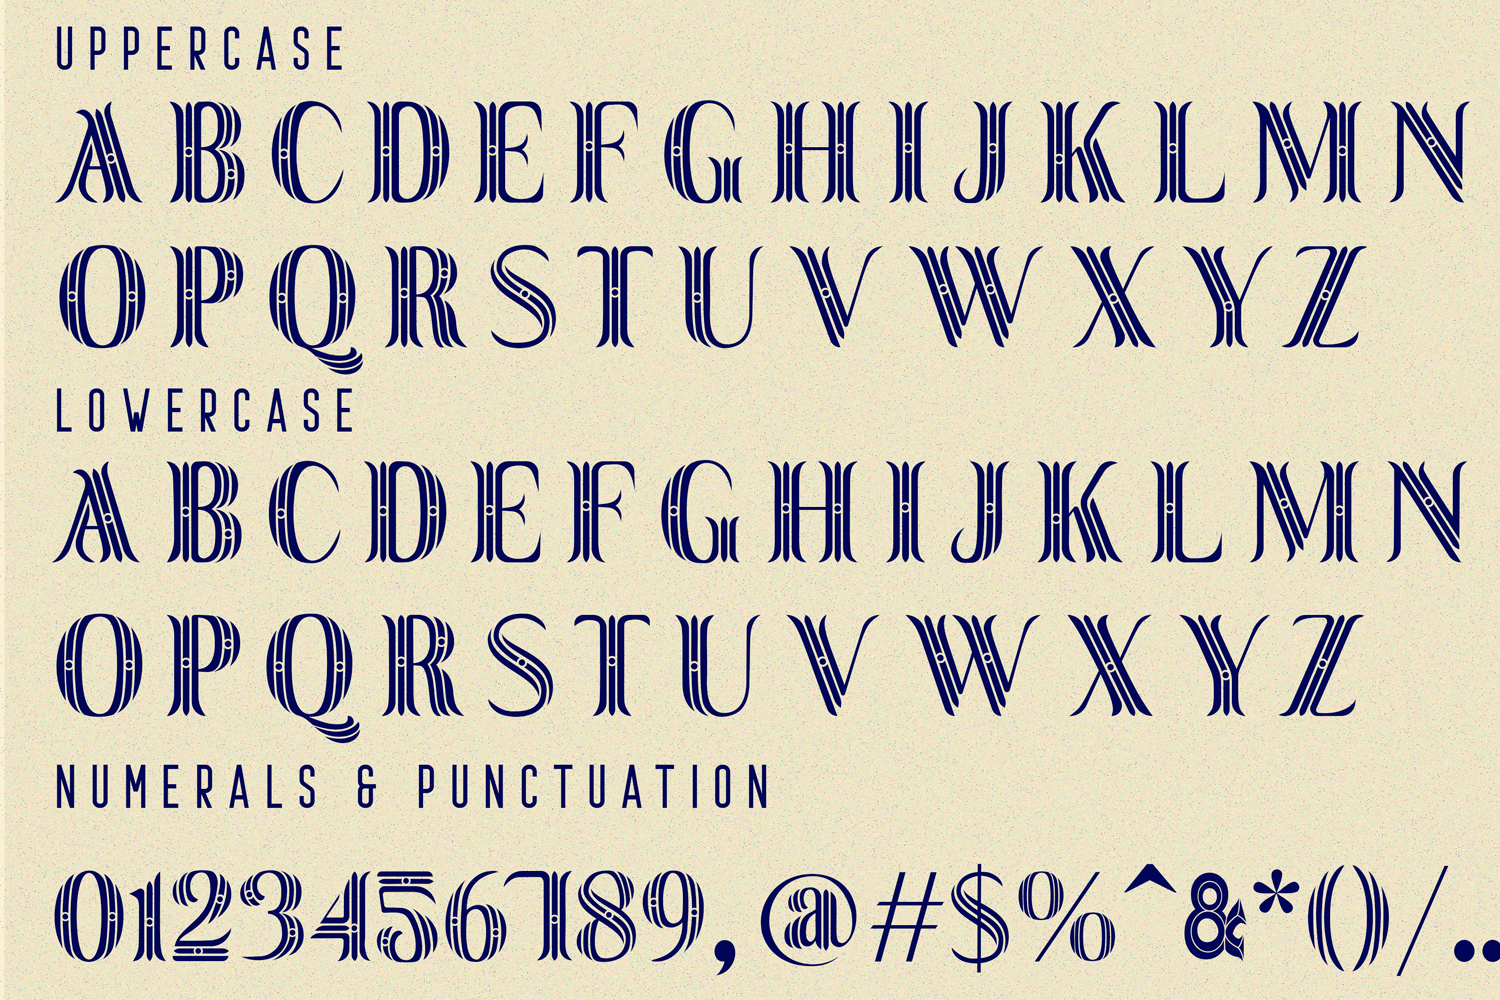 UPPERCASE
ABCDEFGHIJKLMN
OPQRSTUVWXYZ
LOWERCASE
ABCDEFGHIJKLMN
OPQRSTUVWXYZ
NUMERALS & PUNCTUATION
0123456789,@#$%^&*()/..